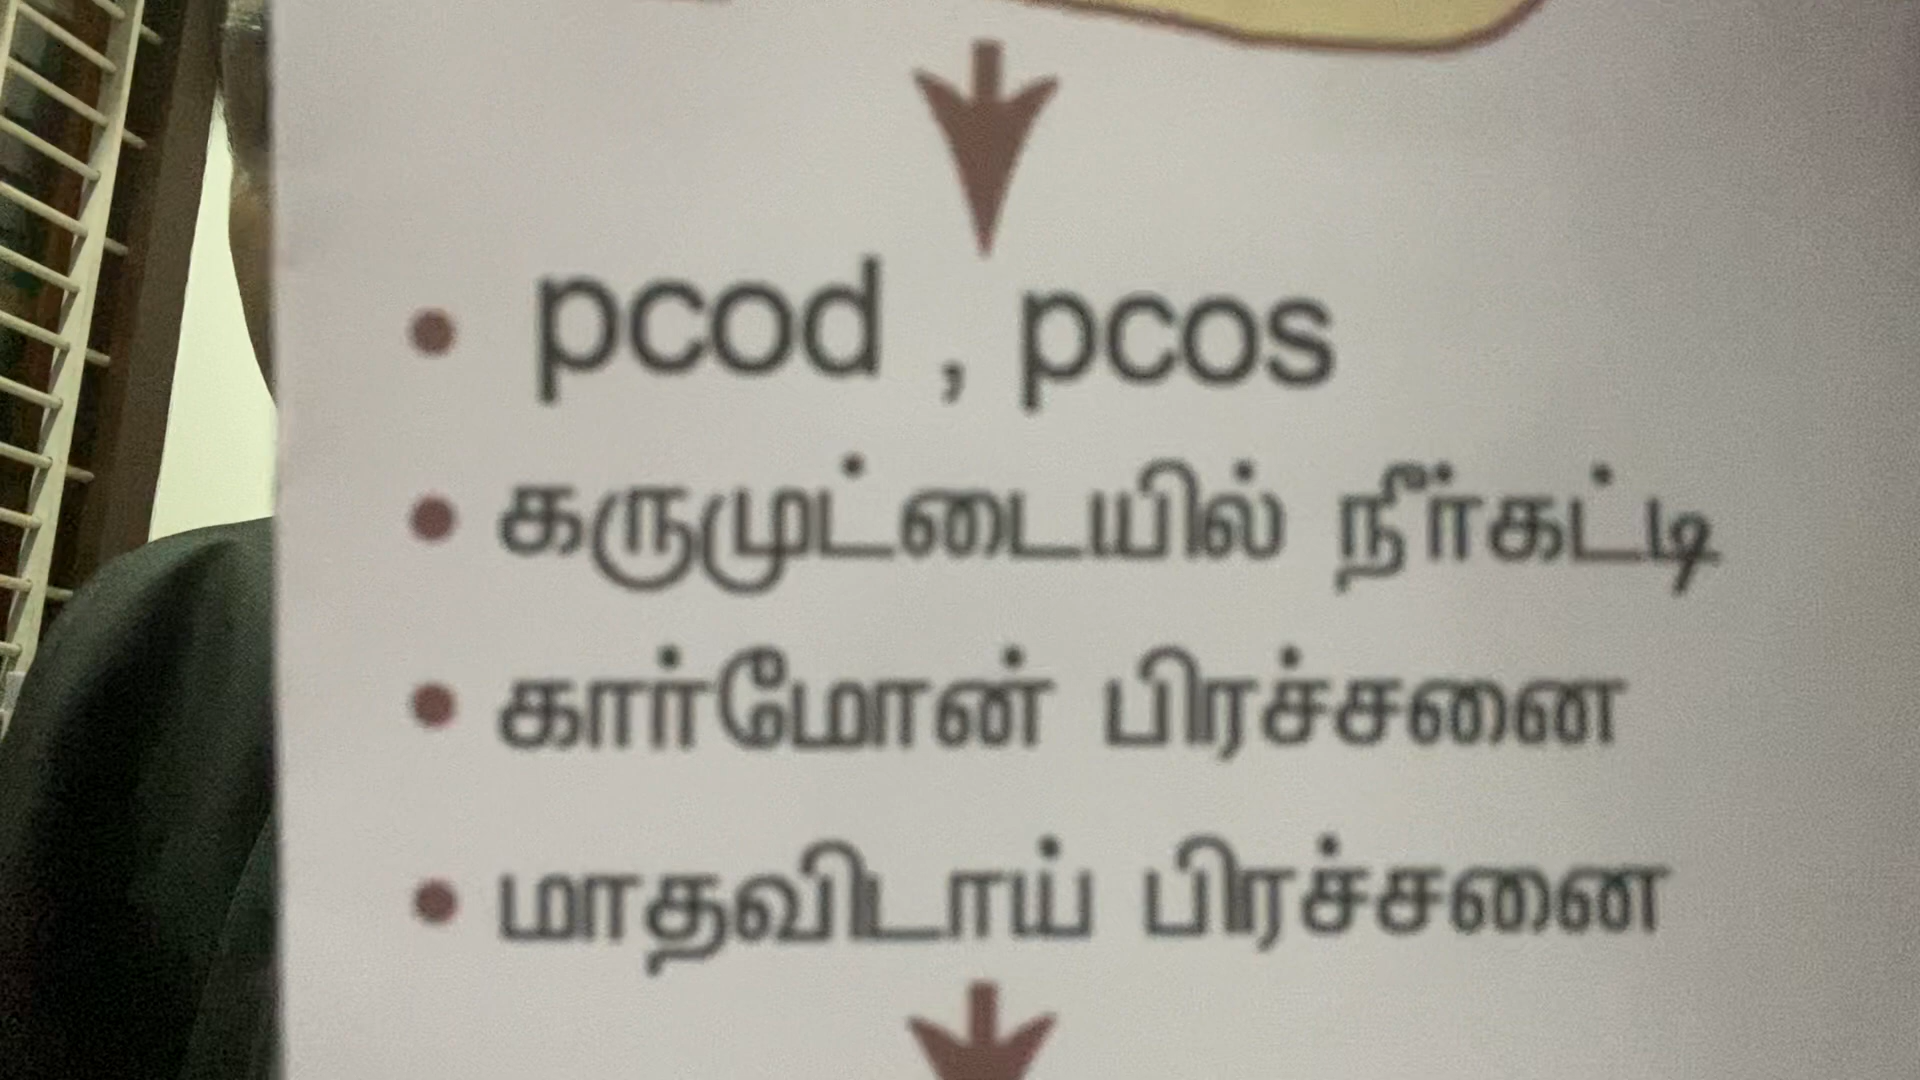 • pcod , pcos
• கருமுட்டையில் நீர்கட்டி
• கார்மோன் பிரச்சனை
• மாதவிடாய் பிரச்சனை